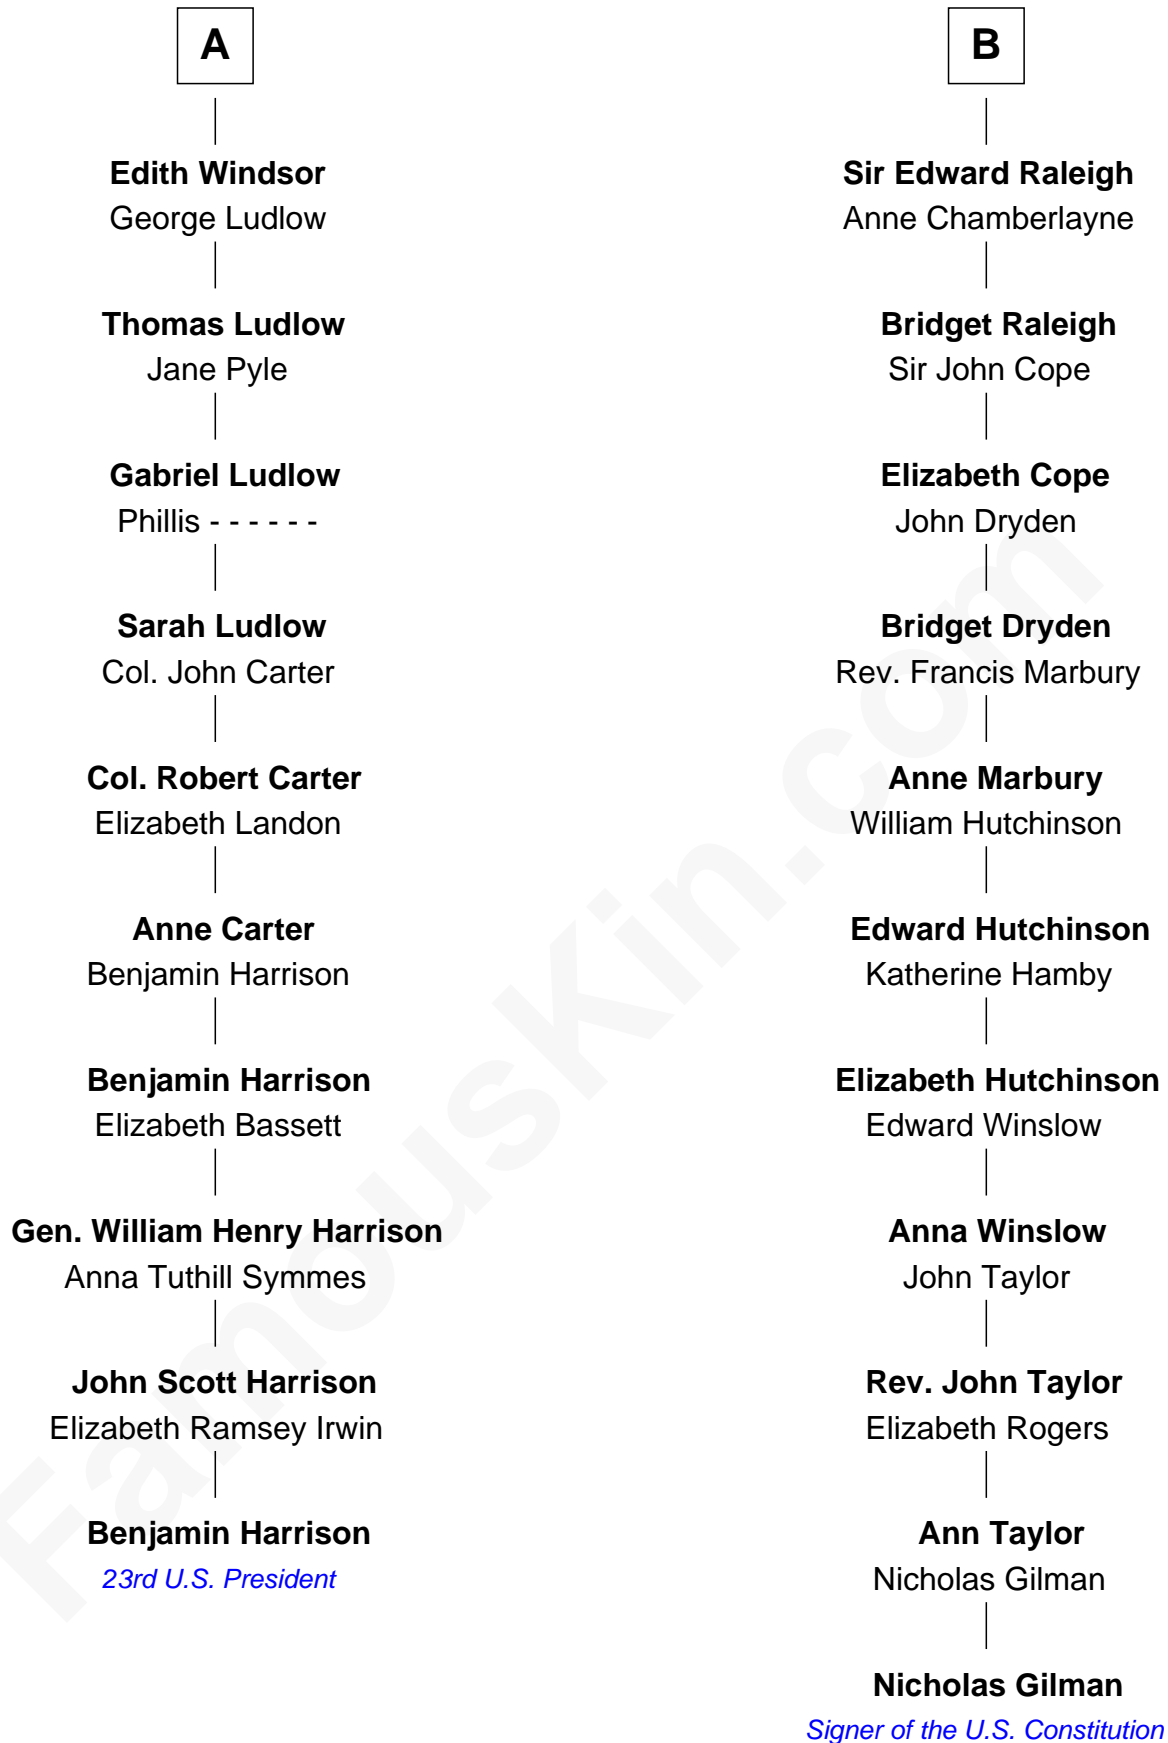 A
Edith Windsor
George Ludlow
Thomas Ludlow
Jane Pyle
Gabriel Ludlow
Phillis - - - - - -
Sarah Ludlow
Col. John Carter
Col. Robert Carter
Elizabeth Landon
Anne Carter
Benjamin Harrison
Benjamin Harrison
Elizabeth Bassett
Gen. William Henry Harrison
Anna Tuthill Symmes
John Scott Harrison
Elizabeth Ramsey Irwin
Benjamin Harrison
23rd U.S. President
B
Sir Edward Raleigh
Anne Chamberlayne
Bridget Raleigh
Sir John Cope
Elizabeth Cope
John Dryden
Bridget Dryden
Rev. Francis Marbury
Anne Marbury
William Hutchinson
Edward Hutchinson
Katherine Hamby
Elizabeth Hutchinson
Edward Winslow
Anna Winslow
John Taylor
Rev. John Taylor
Elizabeth Rogers
Ann Taylor
Nicholas Gilman
Nicholas Gilman
Signer of the U.S. Constitution
FamousKin.com